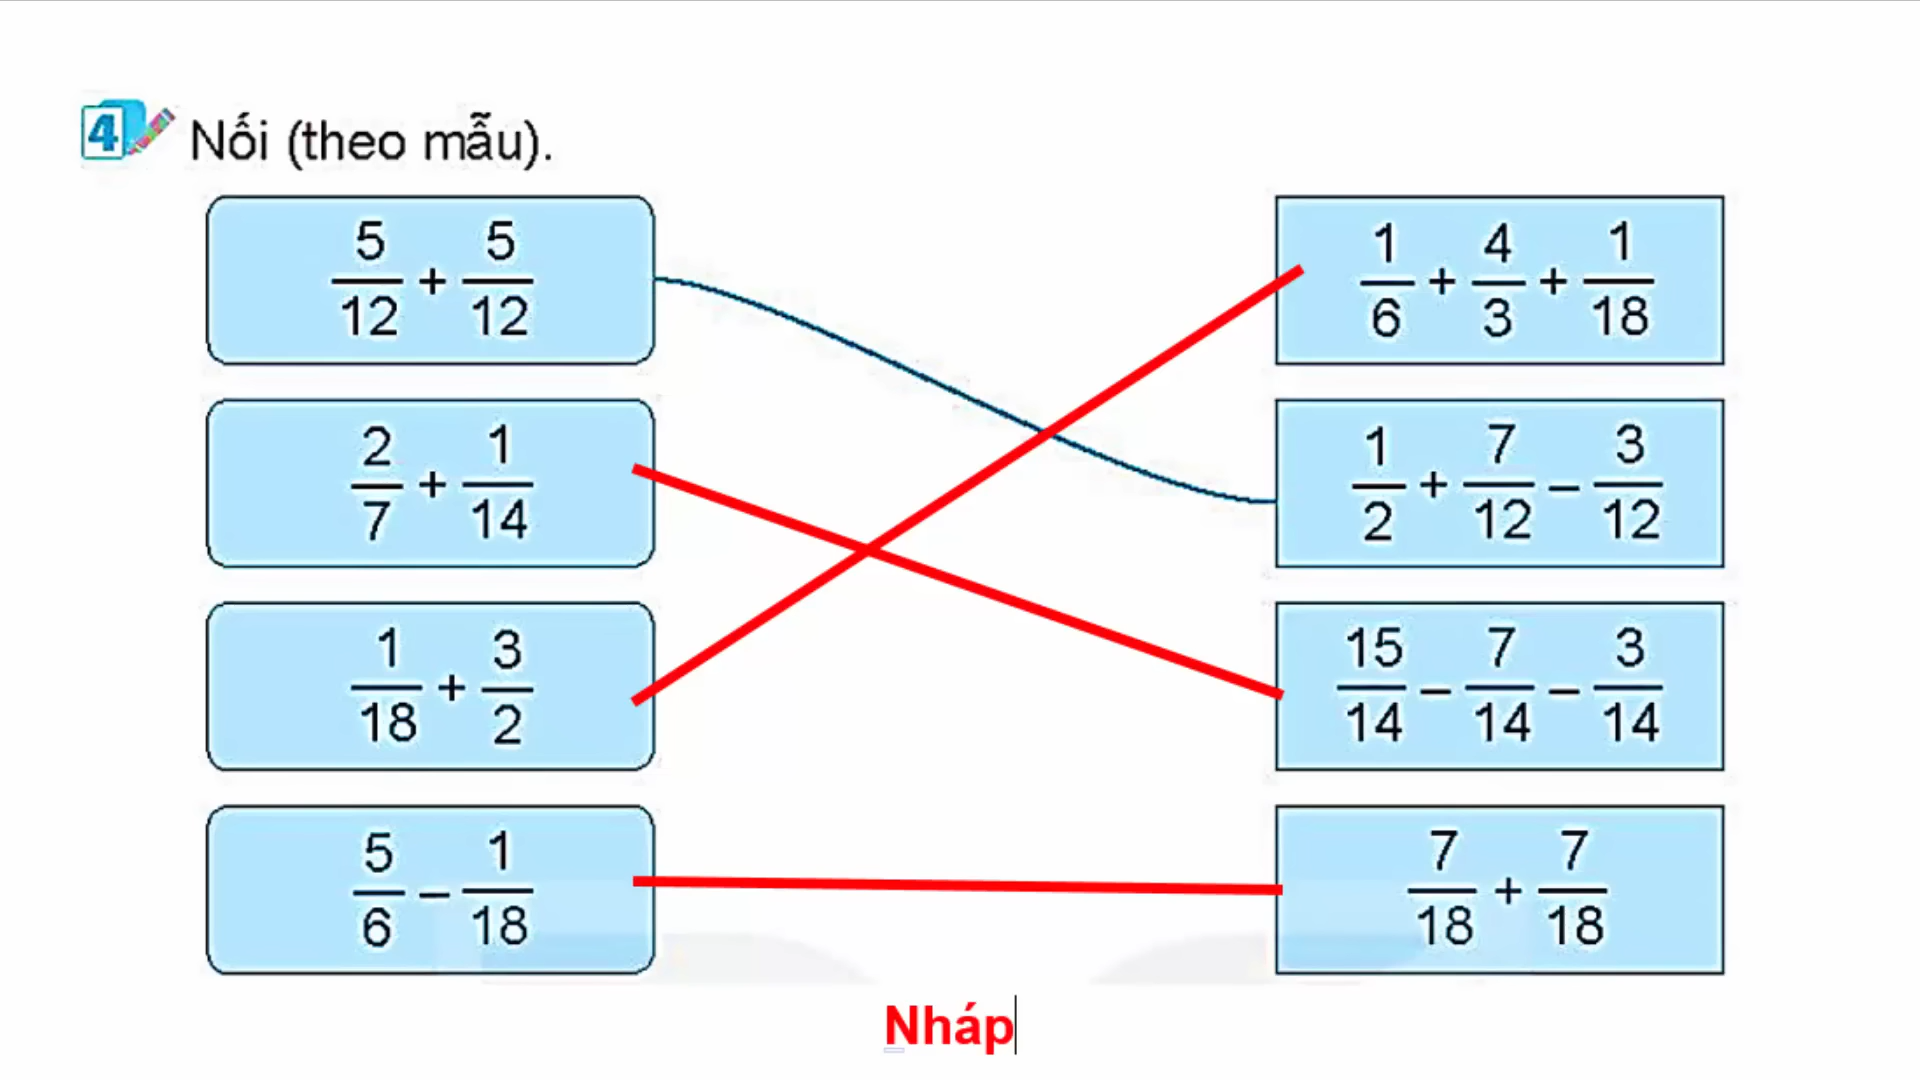 4 Nối (theo mẫu).
5/12 + 5/12
1/6 + 4/3 + 1/18
2/7 + 1/14
1/2 + 7/12 − 3/12
1/18 + 3/2
15/14 − 7/14 − 3/14
5/6 − 1/18
7/18 + 7/18
Nháp